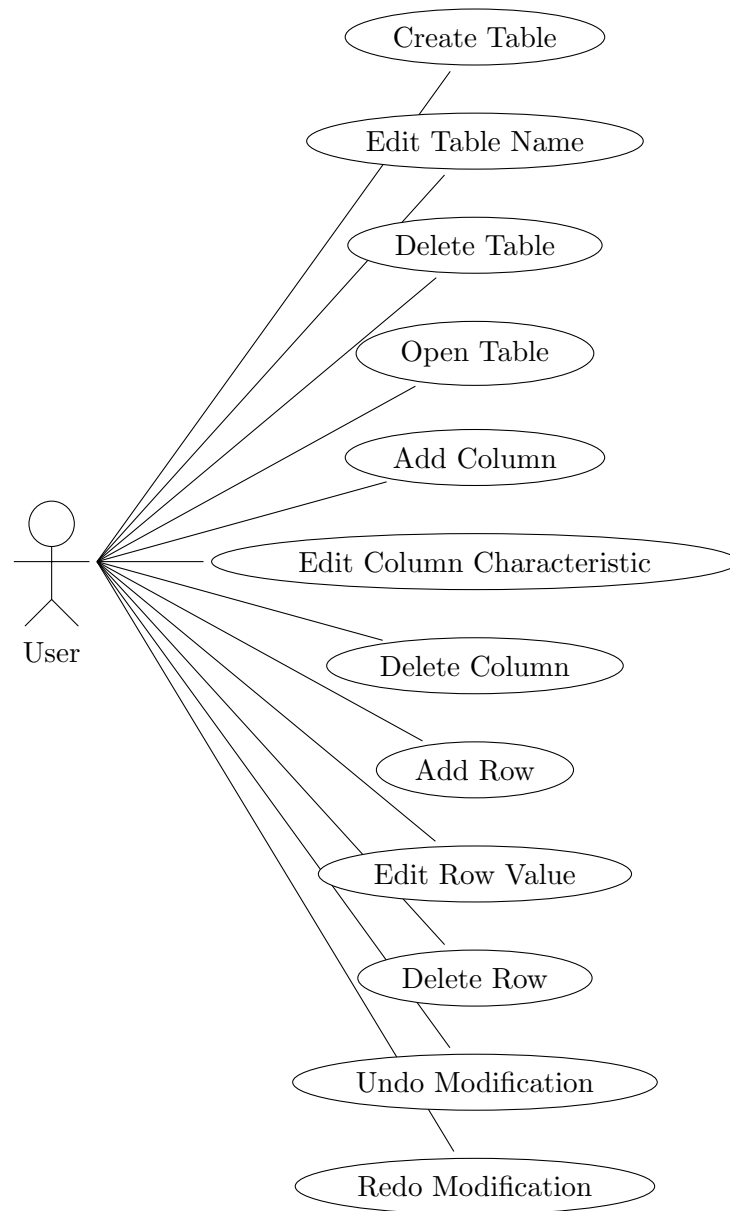 Create Table
Edit Table Name
Delete Table
Open Table
Add Column
Edit Column Characteristic
User
Delete Column
Add Row
Edit Row Value
Delete Row
Undo Modification
Redo Modification